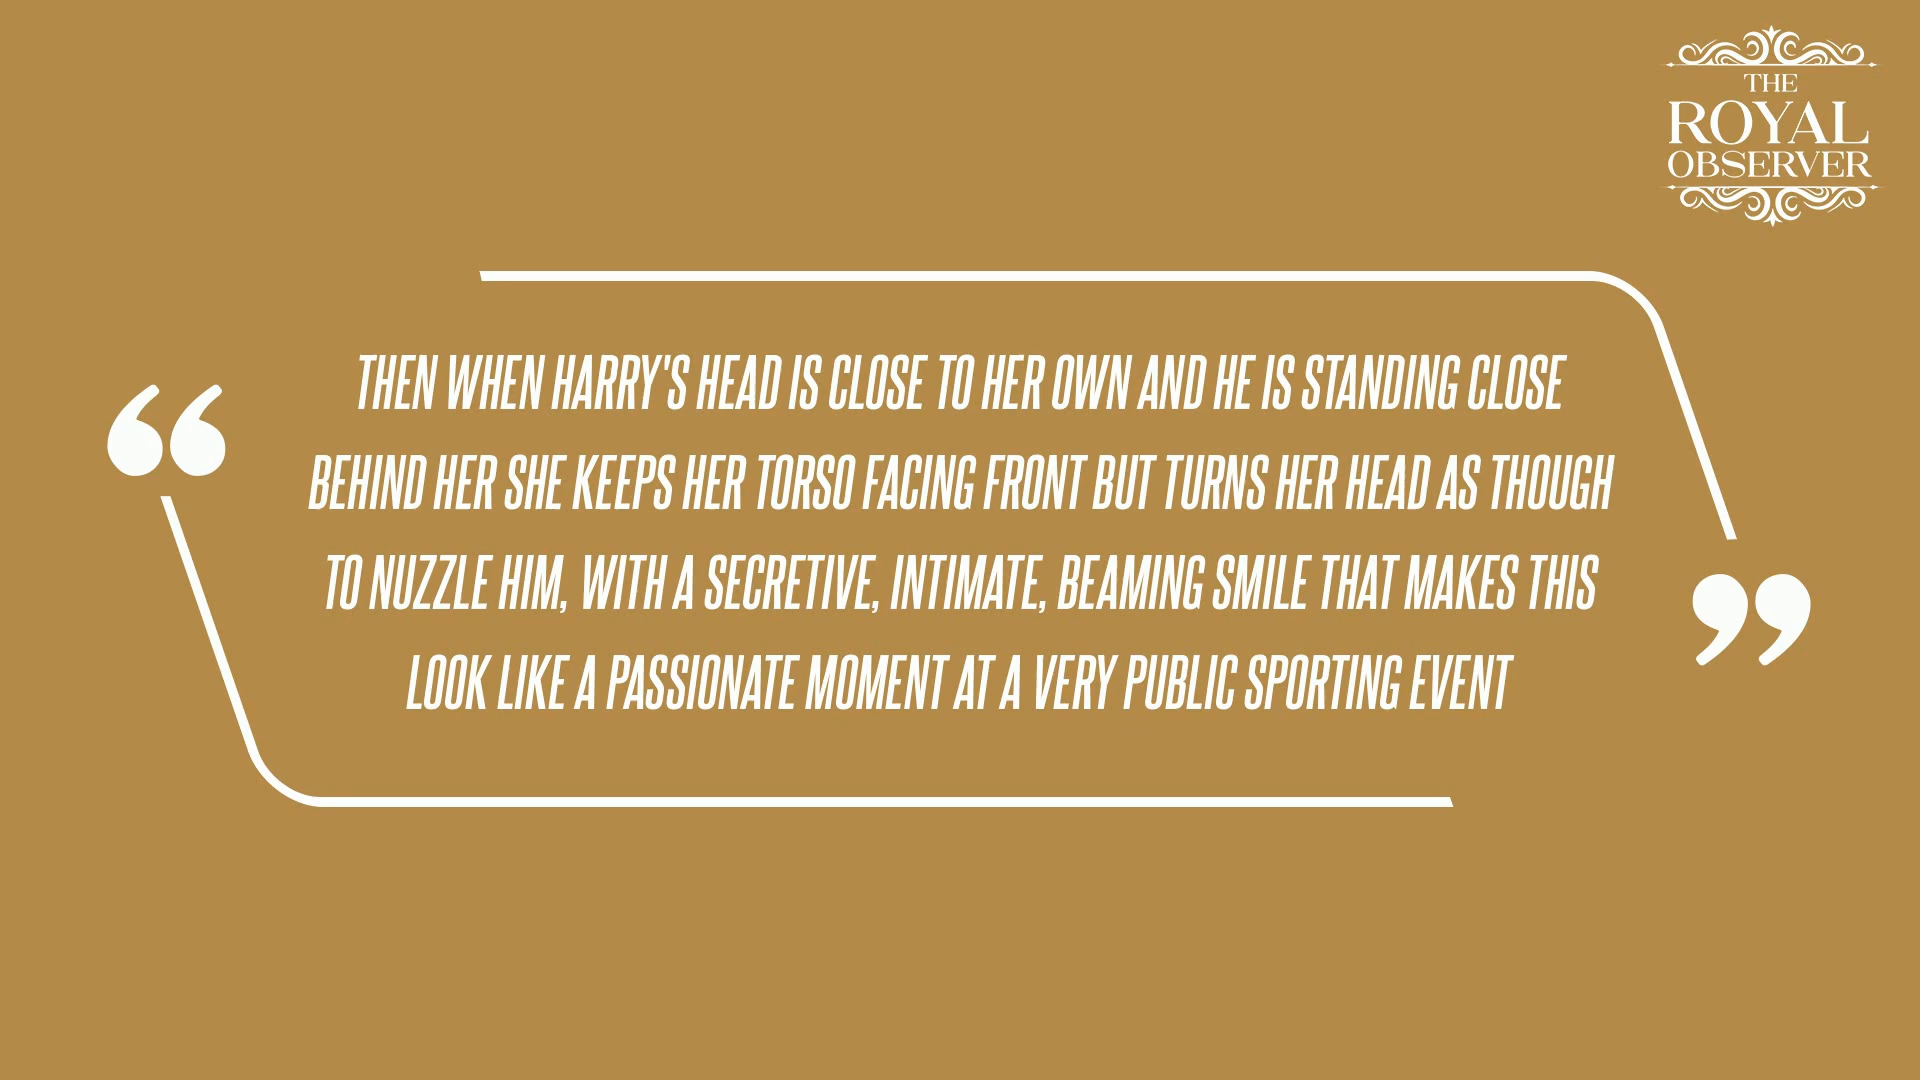 THE
ROYAL
OBSERVER
THEN WHEN HARRY'S HEAD IS CLOSE TO HER OWN AND HE IS STANDING CLOSE
BEHIND HER SHE KEEPS HER TORSO FACING FRONT BUT TURNS HER HEAD AS THOUGH
TO NUZZLE HIM, WITH A SECRETIVE, INTIMATE, BEAMING SMILE THAT MAKES THIS
LOOK LIKE A PASSIONATE MOMENT AT A VERY PUBLIC SPORTING EVENT